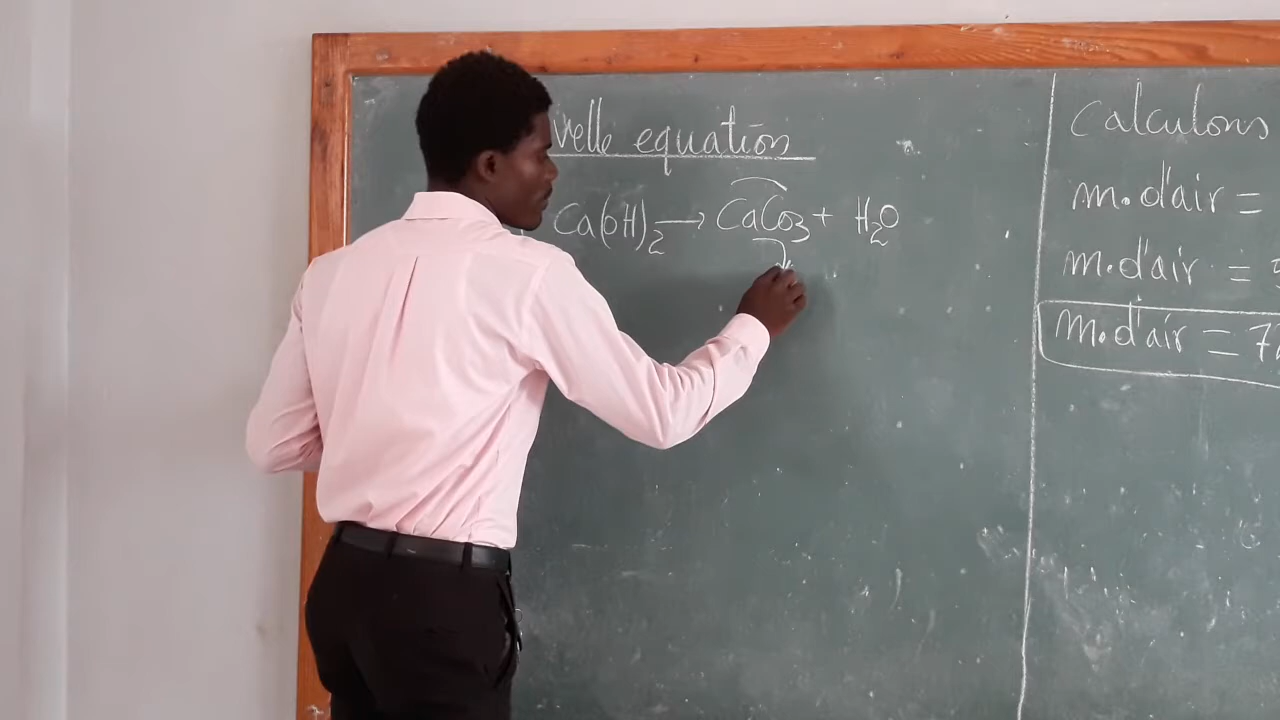 velle equation
Ca(OH)₂ → CaCo₃ + H₂O
Calculons
m.d'air =
m.d'air =
m.d'air = 7